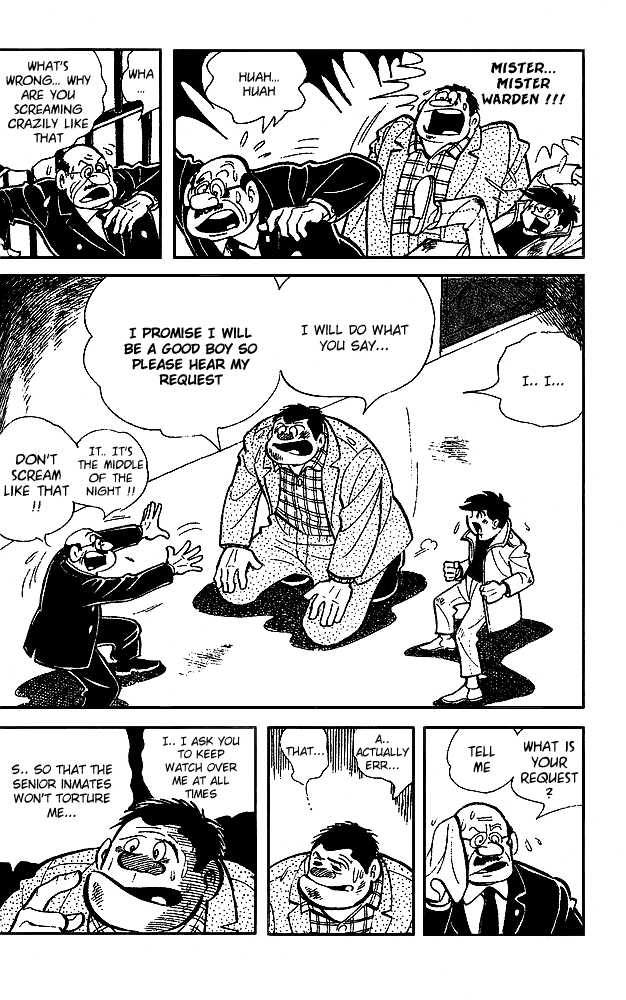 MISTER...
MISTER
WARDEN !!!
HUAH...
HUAH
WHA
...
WHAT'S
WRONG... WHY
ARE YOU
SCREAMING
CRAZILY LIKE
THAT
I.. I...
I WILL DO WHAT
YOU SAY...
I PROMISE I WILL
BE A GOOD BOY SO
PLEASE HEAR MY
REQUEST
IT.. IT'S
THE MIDDLE
OF THE
NIGHT !!
DON'T
SCREAM
LIKE THAT
!!
WHAT IS
YOUR
REQUEST
?
TELL
ME
A..
ACTUALLY
ERR...
THAT...
I.. I ASK YOU
TO KEEP
WATCH OVER
ME AT ALL
TIMES
S.. SO THAT THE
SENIOR INMATES
WON'T TORTURE
ME...